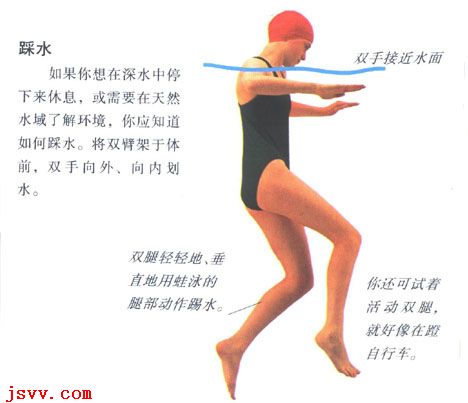 踩水
如果你想在深水中停
下来休息，或需要在天然
水域了解环境，你应知道
如何踩水。将双臂架于体
前，双手向外、向内划
水。
双手接近水面
双腿轻轻地、垂
直地用蛙泳的
腿部动作踢水。
你还可试着
活动双腿，
就好像在蹬
自行车。
jsvv.com